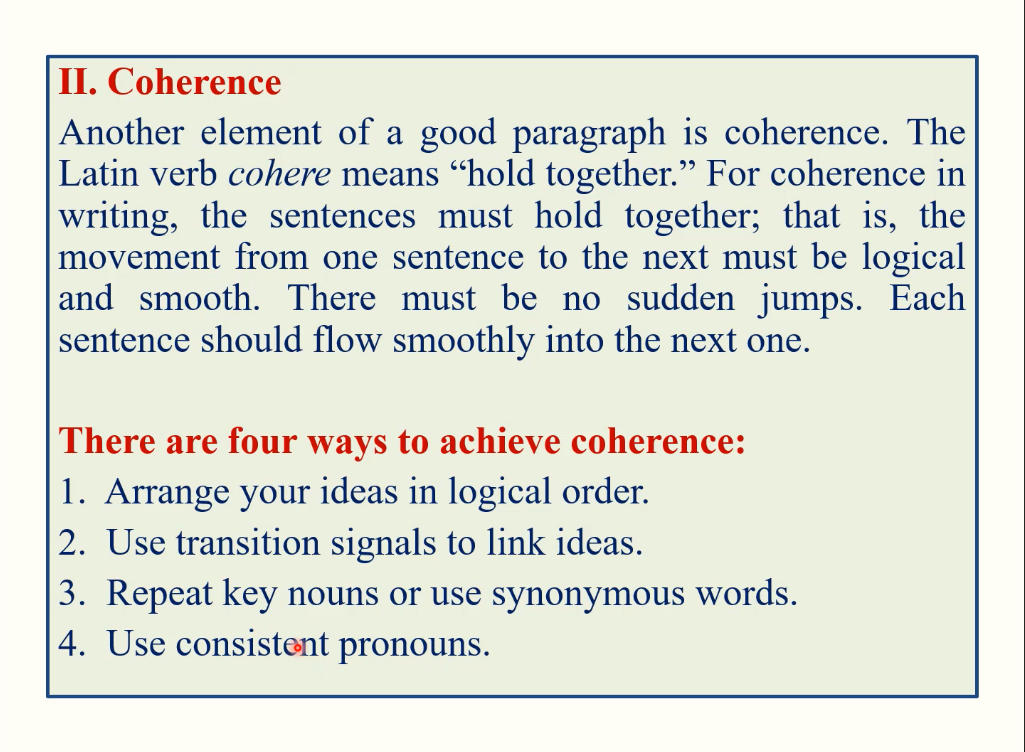 II. Coherence
Another element of a good paragraph is coherence. The
Latin verb cohere means “hold together.” For coherence in
writing, the sentences must hold together; that is, the
movement from one sentence to the next must be logical
and smooth. There must be no sudden jumps. Each
sentence should flow smoothly into the next one.
There are four ways to achieve coherence:
1. Arrange your ideas in logical order.
2. Use transition signals to link ideas.
3. Repeat key nouns or use synonymous words.
4. Use consistent pronouns.